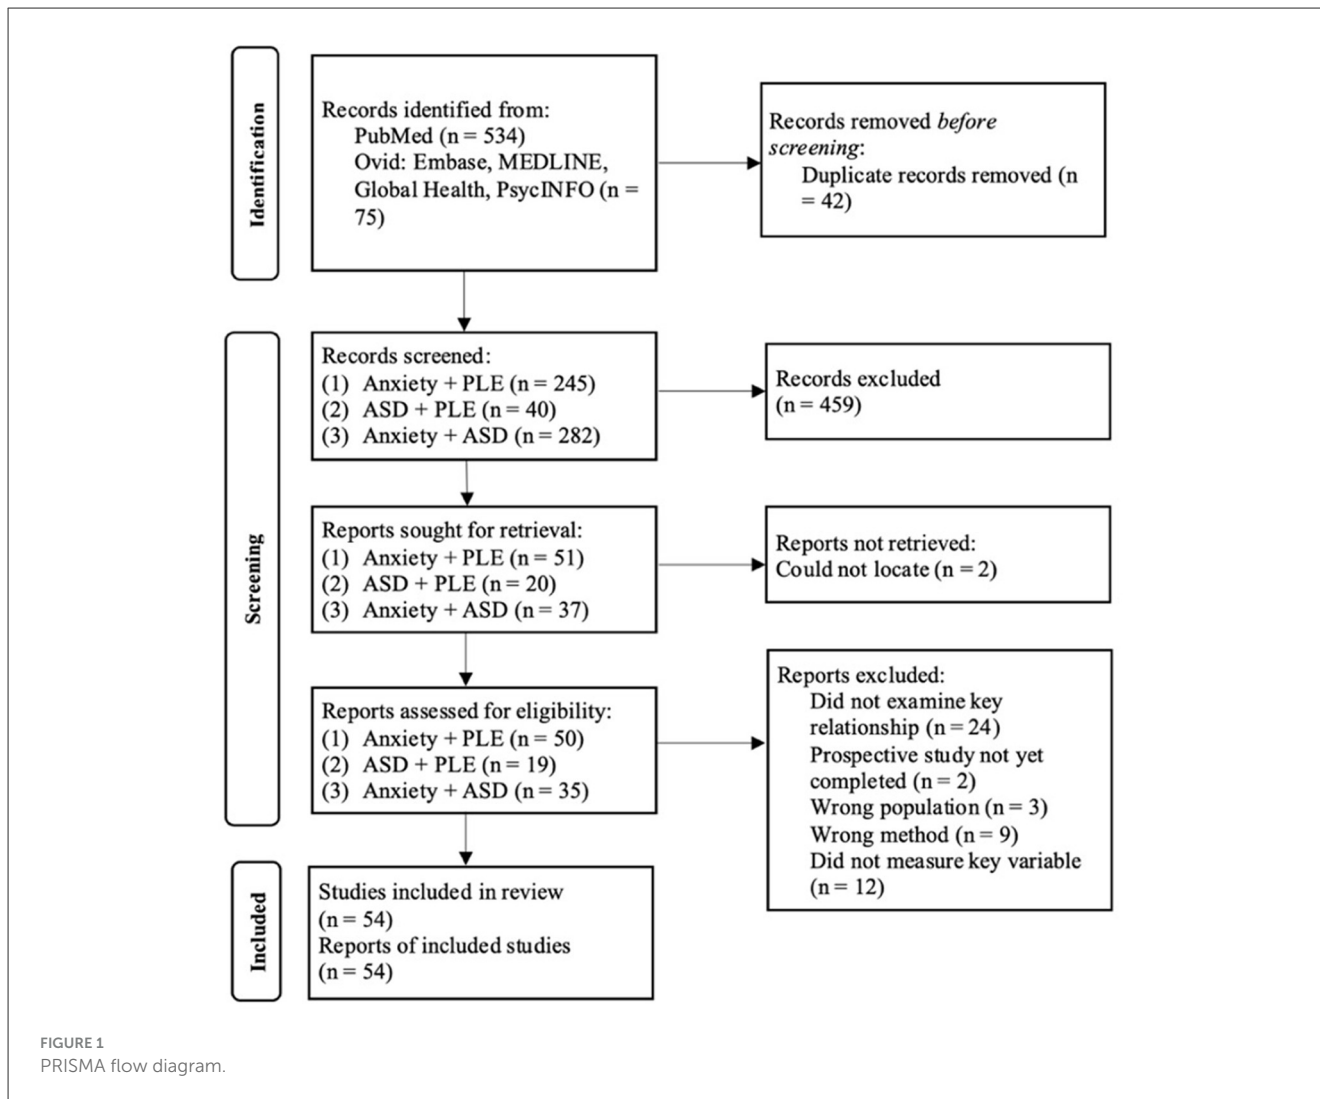 Identification
Records identified from:
PubMed (n = 534)
Ovid: Embase, MEDLINE,
Global Health, PsycINFO (n =
75)
Records removed before
screening:
Duplicate records removed (n
= 42)
Screening
Records screened:
(1) Anxiety + PLE (n = 245)
(2) ASD + PLE (n = 40)
(3) Anxiety + ASD (n = 282)
Records excluded
(n = 459)
Reports sought for retrieval:
(1) Anxiety + PLE (n = 51)
(2) ASD + PLE (n = 20)
(3) Anxiety + ASD (n = 37)
Reports not retrieved:
Could not locate (n = 2)
Reports assessed for eligibility:
(1) Anxiety + PLE (n = 50)
(2) ASD + PLE (n = 19)
(3) Anxiety + ASD (n = 35)
Reports excluded:
Did not examine key
relationship (n = 24)
Prospective study not yet
completed (n = 2)
Wrong population (n = 3)
Wrong method (n = 9)
Did not measure key variable
(n = 12)
Included
Studies included in review
(n = 54)
Reports of included studies
(n = 54)
FIGURE 1
PRISMA flow diagram.